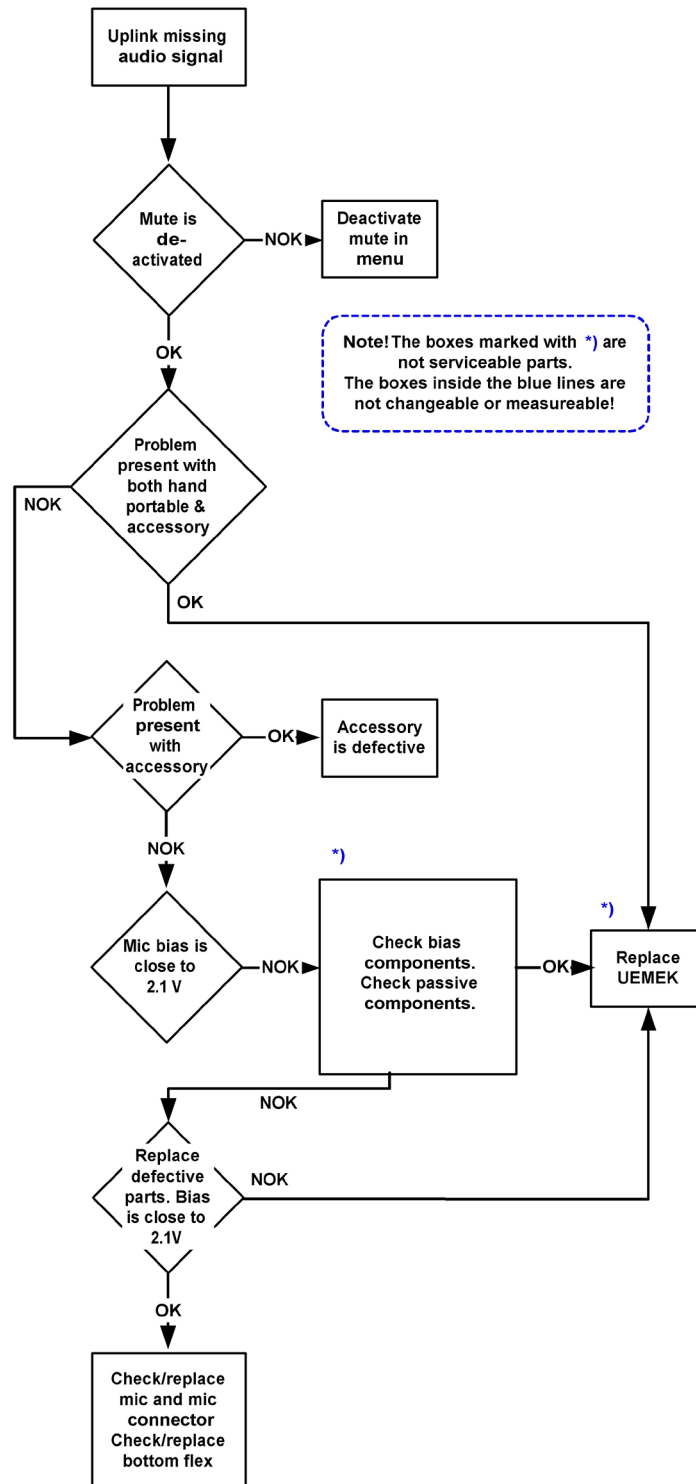 Uplink missing
audio signal
Mute is
de-
activated
NOK
Deactivate
mute in
menu
OK
Note! The boxes marked with *) are
not serviceable parts.
The boxes inside the blue lines are
not changeable or measureable!
Problem
present with
both hand
portable &
accessory
NOK
OK
Problem
present
with
accessory
OK
Accessory
is defective
NOK
*)
*)
Mic bias is
close to
2.1 V
NOK
Check bias
components.
Check passive
components.
OK
Replace
UEMEK
NOK
Replace
defective
parts. Bias
is close to
2.1V
NOK
OK
Check/replace
mic and mic
connector
Check/replace
bottom flex